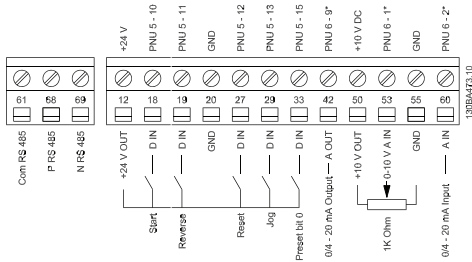 +24 V
PNU 5 - 10
PNU 5 - 11
GND
PNU 5 - 12
PNU 5 - 13
PNU 5 - 15
PNU 6 - 9*
+10 V DC
PNU 6 - 1*
GND
PNU 6 - 2*
61 68 69
12 18 19 20 27 29 33 42 50 53 55 60
130BA473.10
Com RS 485
P RS 485
N RS 485
+24 V OUT
D IN
D IN
GND
D IN
D IN
D IN
A OUT
+10 V OUT
0-10 V A IN
GND
A IN
Start
Reverse
Reset
Jog
Preset bit 0
0/4 - 20 mA Output
1K Ohm
0/4 - 20 mA Input